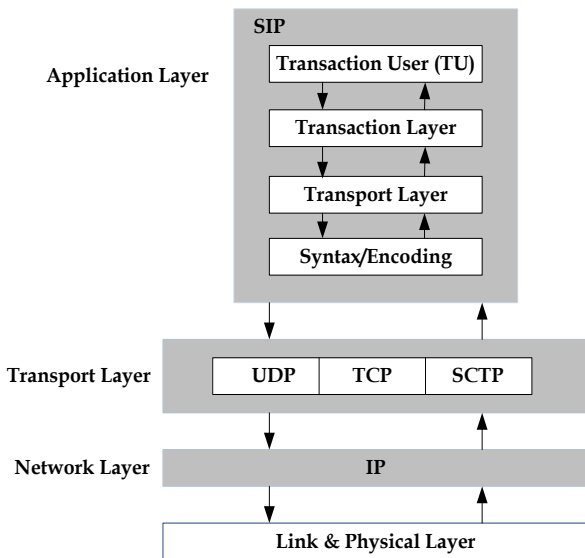 SIP
Transaction User (TU)
Application Layer
Transaction Layer
Transport Layer
Syntax/Encoding
Transport Layer
UDP
TCP
SCTP
Network Layer
IP
Link & Physical Layer